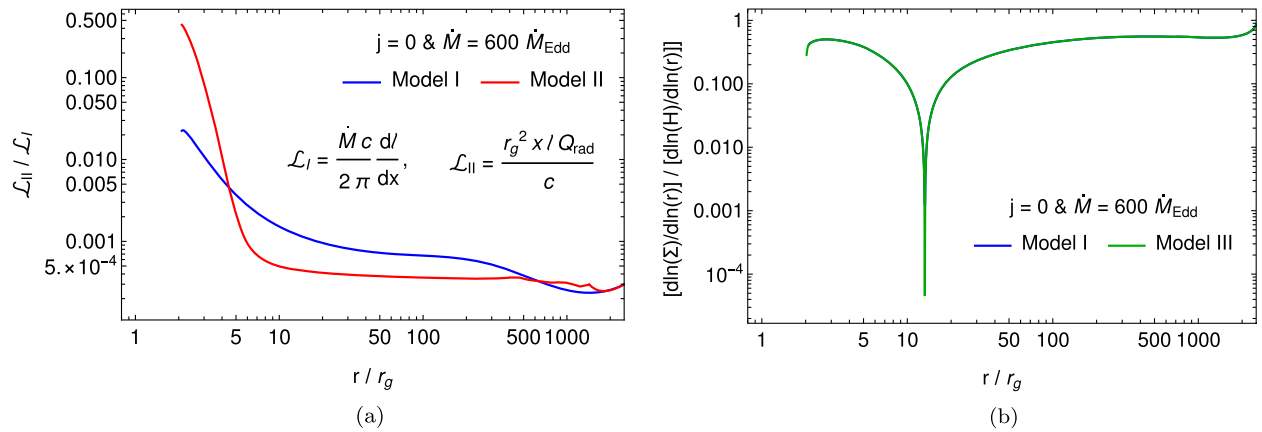 0.500
0.100
0.050
0.010
0.005
0.001
5.×10⁻⁴
ℒ_II / ℒ_I
j = 0 & Ṁ = 600 Ṁ_Edd
Model I Model II
ℒ_I = Ṁ c / 2 π dl/dx, ℒ_II = r_g² x l Q_rad / c
1 5 10 50 100 500 1000
r / r_g
(a)
1
0.100
0.010
0.001
10⁻⁴
[dln(Σ)/dln(r)] / [dln(H)/dln(r)]]
j = 0 & Ṁ = 600 Ṁ_Edd
Model I Model III
1 5 10 50 100 500 1000
r / r_g
(b)